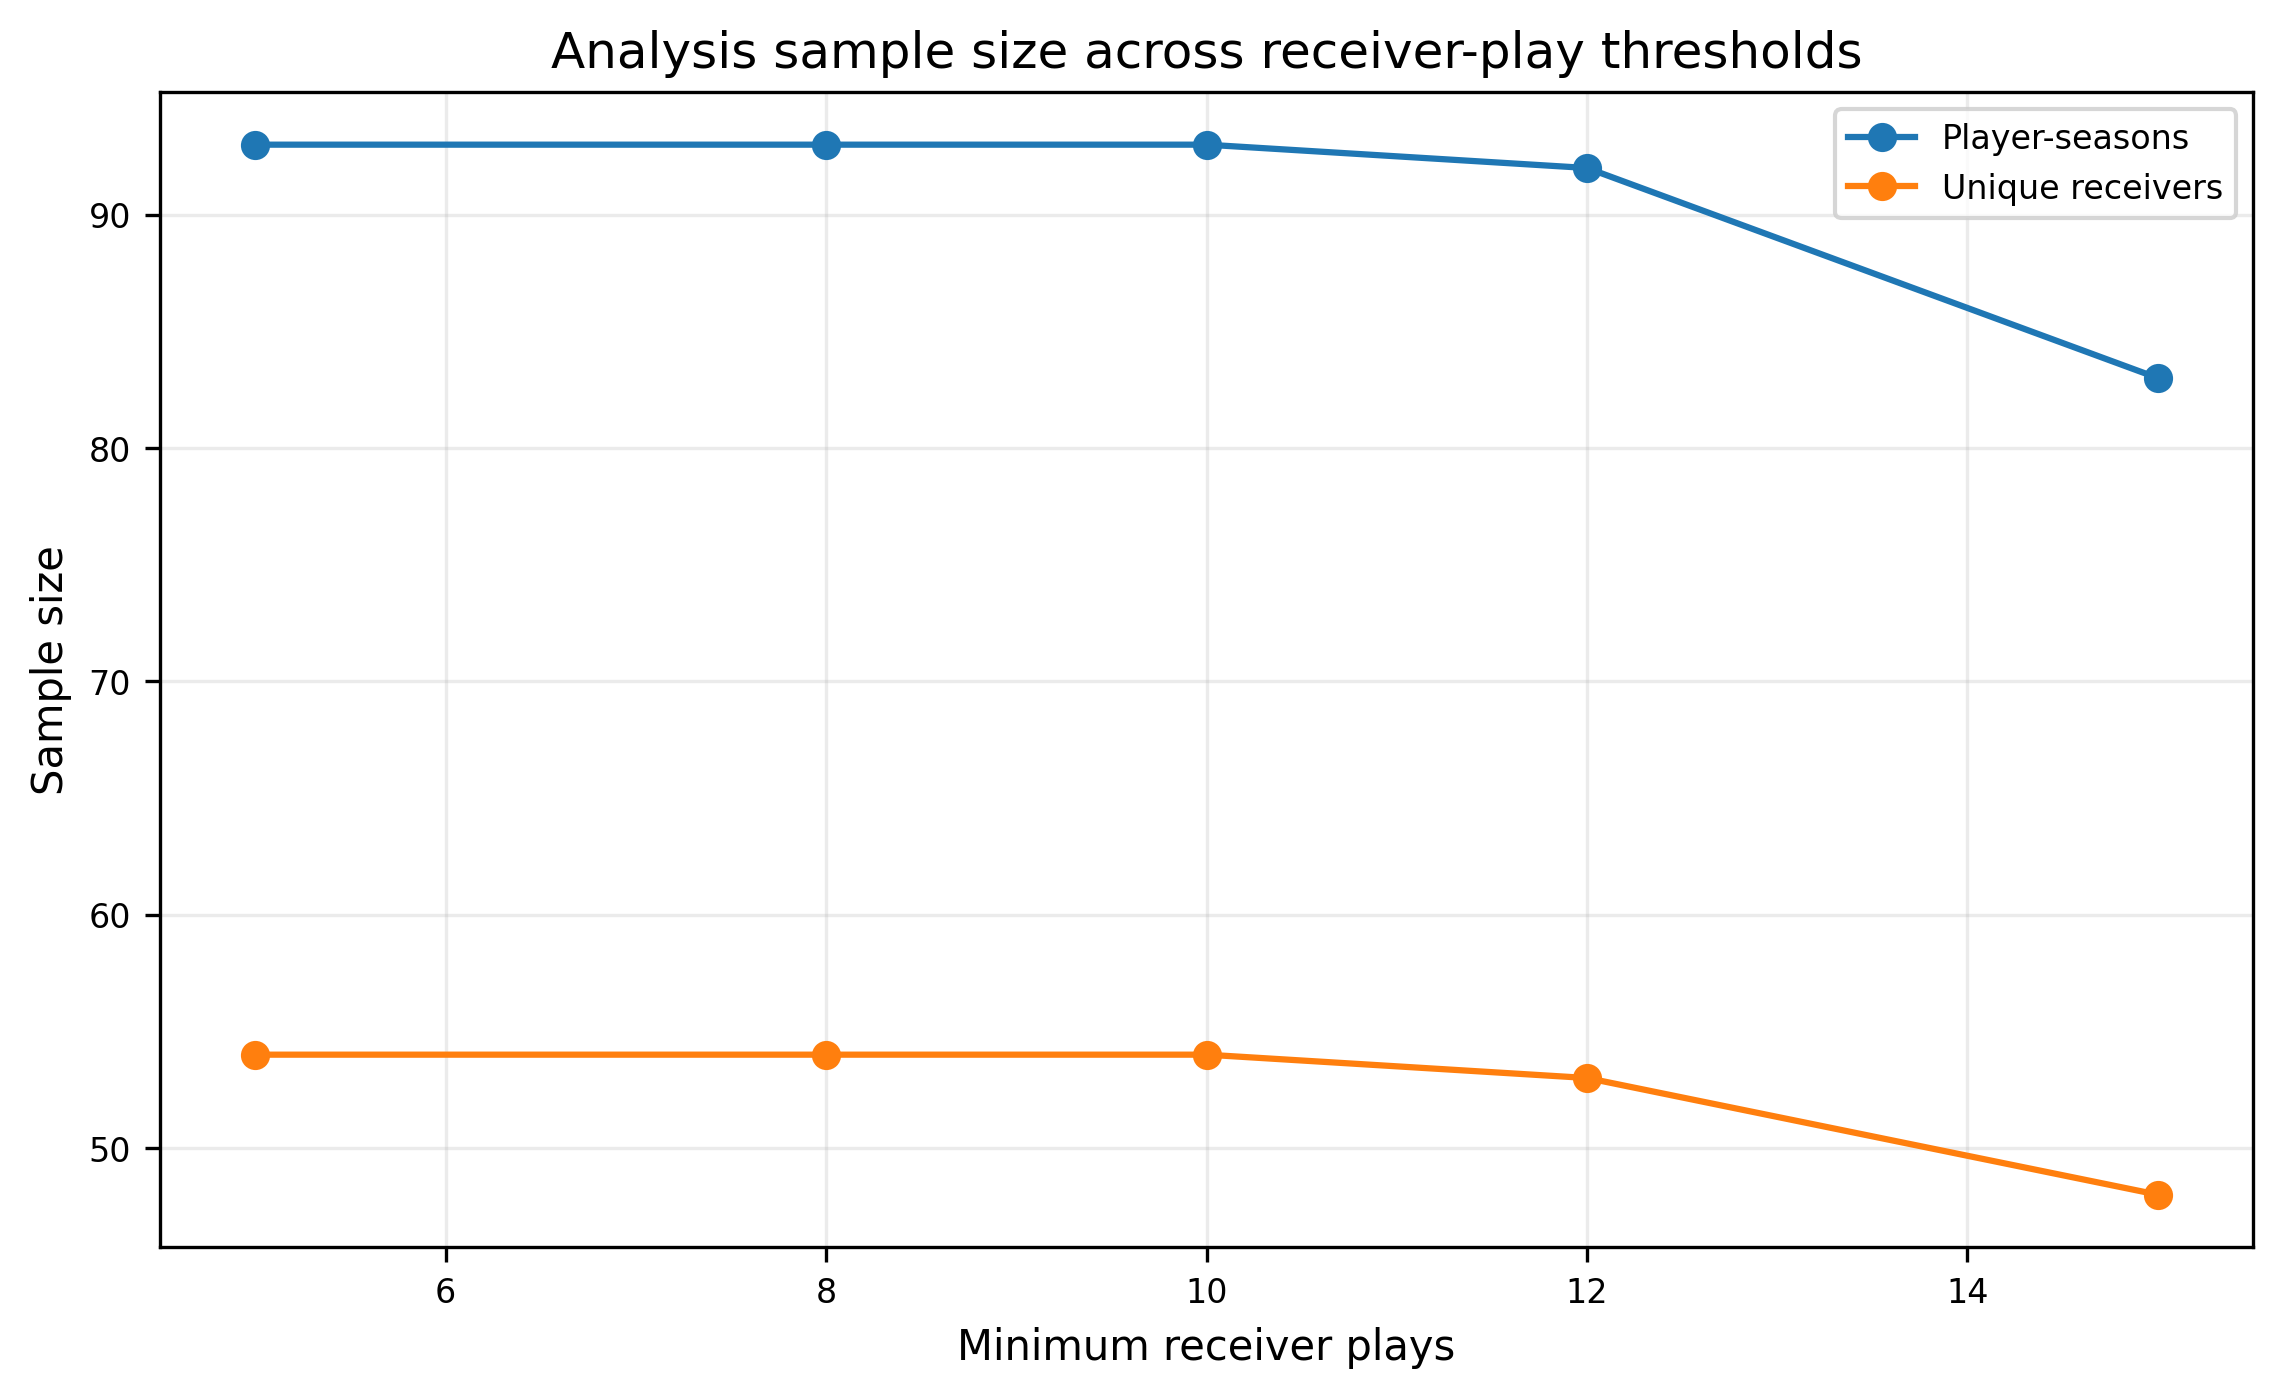 Analysis sample size across receiver-play thresholds
Player-seasons
Unique receivers
90
80
70
60
50
Sample size
6 8 10 12 14
Minimum receiver plays